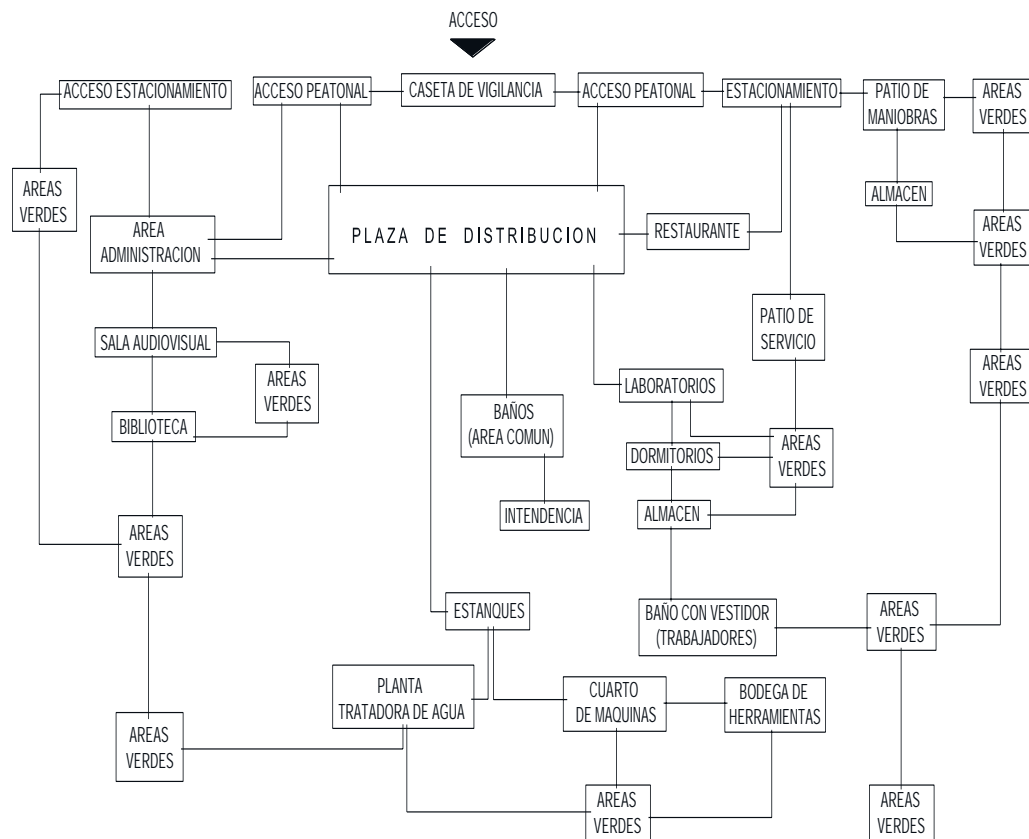 ACCESO
ACCESO ESTACIONAMIENTO
ACCESO PEATONAL
CASETA DE VIGILANCIA
ACCESO PEATONAL
ESTACIONAMIENTO
PATIO DE
MANIOBRAS
AREAS
VERDES
AREAS
VERDES
ALMACEN
AREA
ADMINISTRACION
PLAZA DE DISTRIBUCION
RESTAURANTE
AREAS
VERDES
PATIO DE
SERVICIO
SALA AUDIOVISUAL
AREAS
VERDES
LABORATORIOS
AREAS
VERDES
BIBLIOTECA
BAÑOS
(AREA COMUN)
DORMITORIOS
AREAS
VERDES
INTENDENCIA
ALMACEN
AREAS
VERDES
ESTANQUES
BAÑO CON VESTIDOR
(TRABAJADORES)
AREAS
VERDES
PLANTA
TRATADORA DE AGUA
CUARTO
DE MAQUINAS
BODEGA DE
HERRAMIENTAS
AREAS
VERDES
AREAS
VERDES
AREAS
VERDES